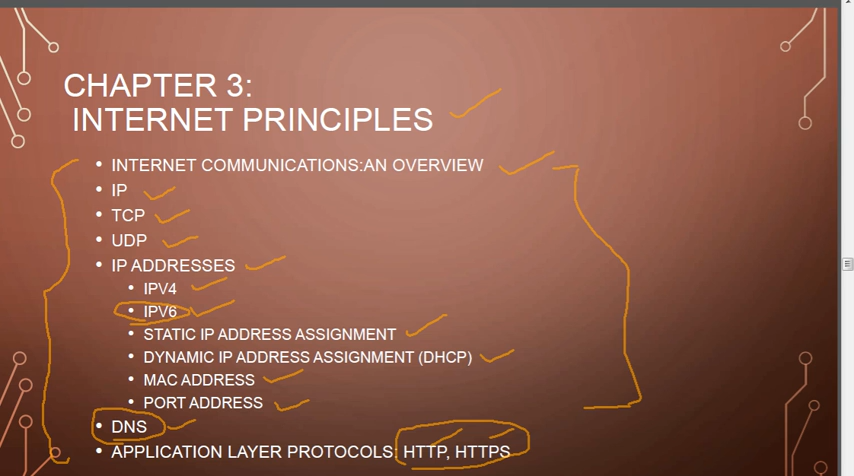 CHAPTER 3:
INTERNET PRINCIPLES
• INTERNET COMMUNICATIONS:AN OVERVIEW
• IP
• TCP
• UDP
• IP ADDRESSES
• IPV4
• IPV6
• STATIC IP ADDRESS ASSIGNMENT
• DYNAMIC IP ADDRESS ASSIGNMENT (DHCP)
• MAC ADDRESS
• PORT ADDRESS
• DNS
• APPLICATION LAYER PROTOCOLS: HTTP, HTTPS